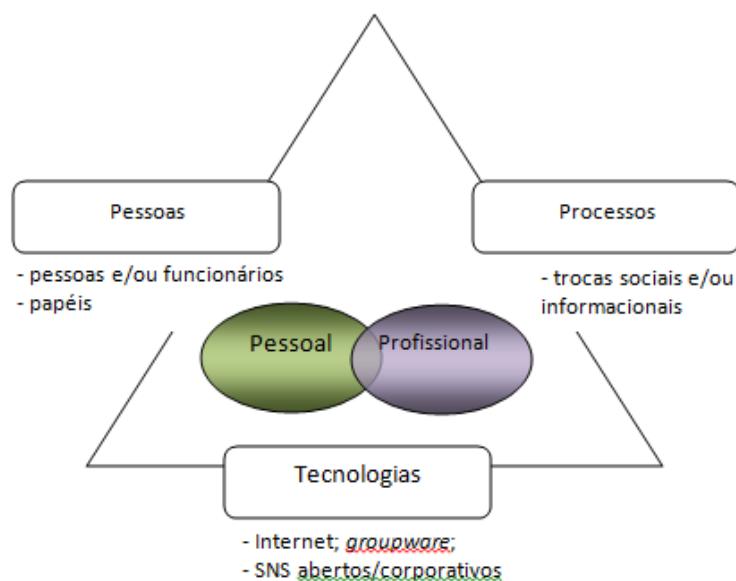 Pessoas
Processos
- pessoas e/ou funcionários
- papéis
- trocas sociais e/ou
informacionais
Pessoal
Profissional
Tecnologias
- Internet; groupware;
- SNS abertos/corporativos